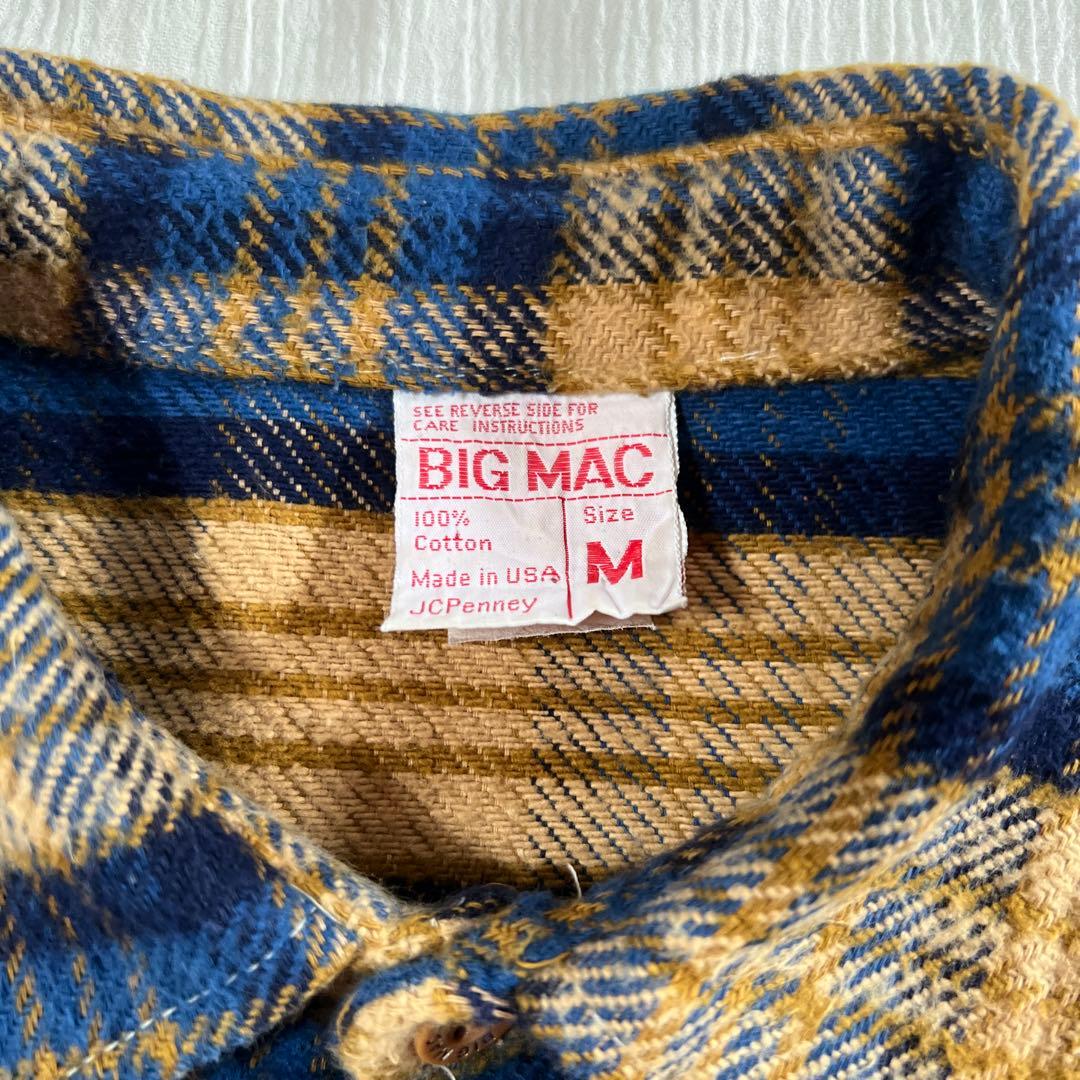 SEE REVERSE SIDE FOR
CARE INSTRUCTIONS
BIG MAC
100%
Cotton
Made in USA
JCPenney
Size
M